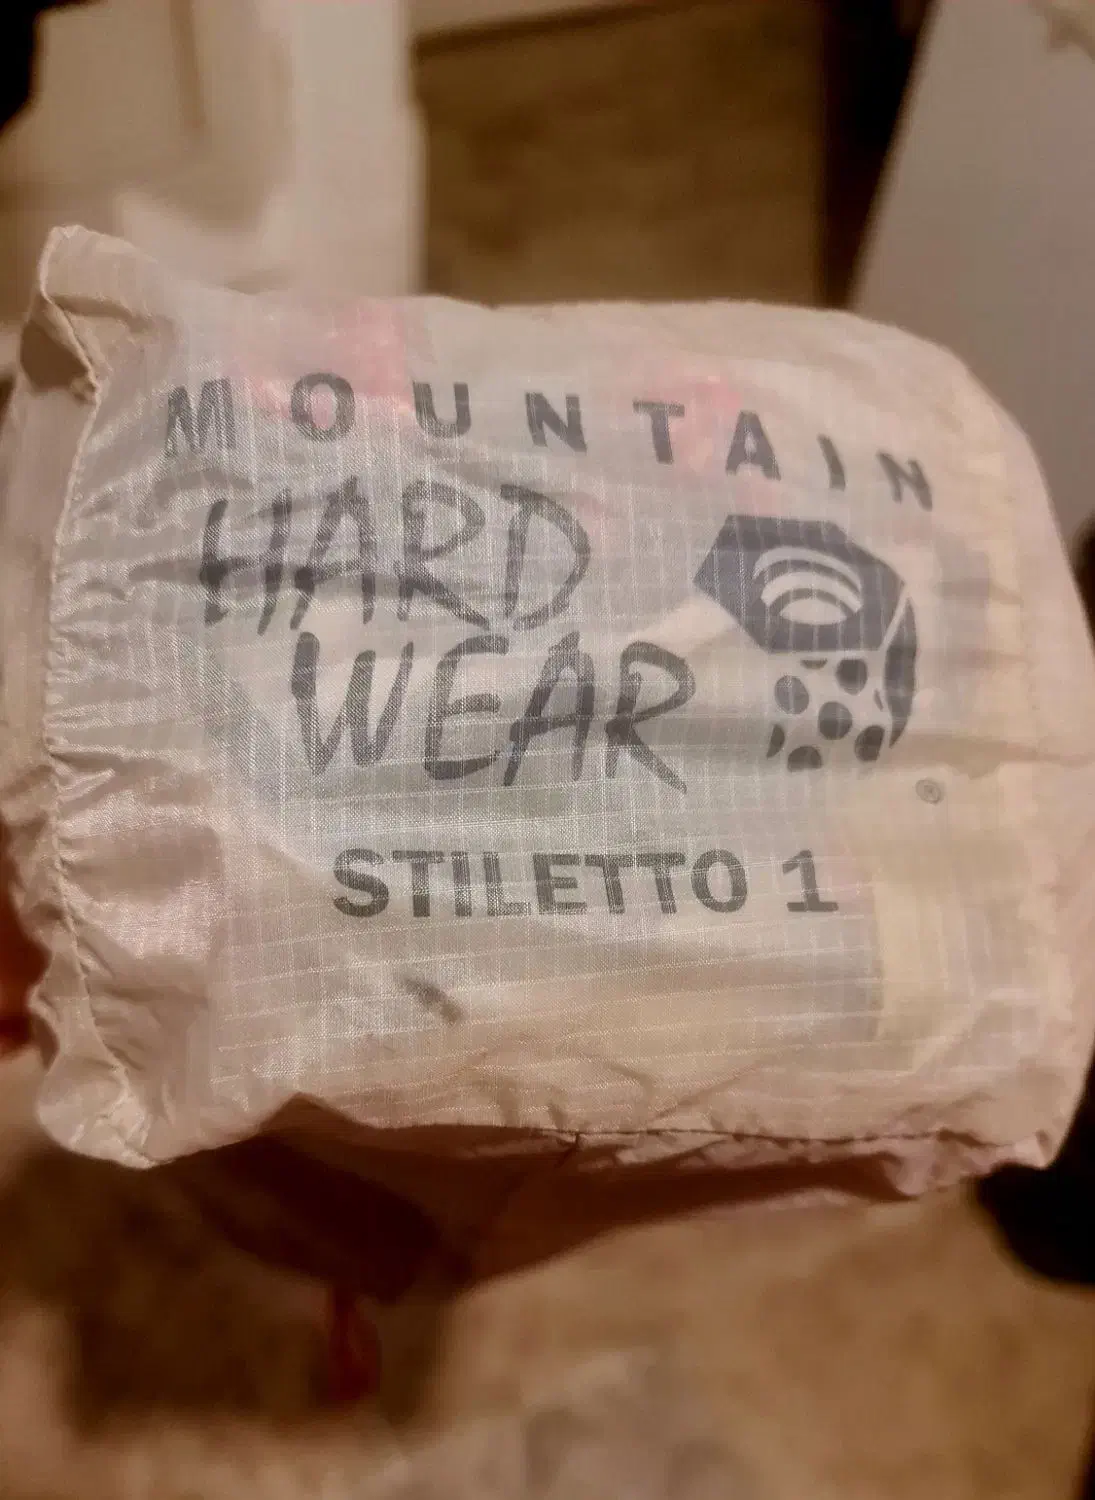 MOUNTAIN
HARD
WEAR
®
STILETTO 1